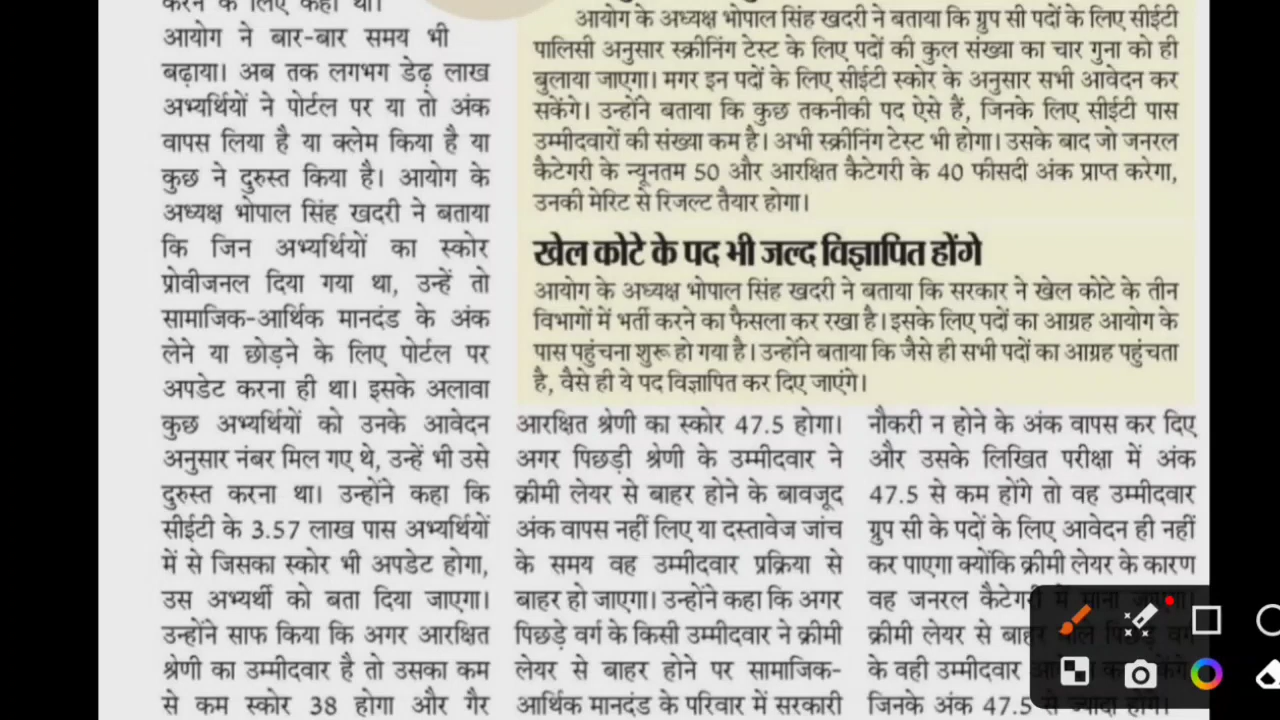 करने के लिए कहा था।
आयोग ने बार-बार समय भी
बढ़ाया। अब तक लगभग डेढ़ लाख
अभ्यर्थियों ने पोर्टल पर या तो अंक
वापस लिया है या क्लेम किया है या
कुछ ने दुरुस्त किया है। आयोग के
अध्यक्ष भोपाल सिंह खदरी ने बताया
कि जिन अभ्यर्थियों का स्कोर
प्रोवीजनल दिया गया था, उन्हें तो
सामाजिक-आर्थिक मानदंड के अंक
लेने या छोड़ने के लिए पोर्टल पर
अपडेट करना ही था। इसके अलावा
कुछ अभ्यर्थियों को उनके आवेदन
अनुसार नंबर मिल गए थे, उन्हें भी उसे
दुरुस्त करना था। उन्होंने कहा कि
सीईटी के 3.57 लाख पास अभ्यर्थियों
में से जिसका स्कोर भी अपडेट होगा,
उस अभ्यर्थी को बता दिया जाएगा।
उन्होंने साफ किया कि अगर आरक्षित
श्रेणी का उम्मीदवार है तो उसका कम
से कम स्कोर 38 होगा और गैर
आयोग के अध्यक्ष भोपाल सिंह खदरी ने बताया कि ग्रुप सी पदों के लिए सीईटी
पालिसी अनुसार स्क्रीनिंग टेस्ट के लिए पदों की कुल संख्या का चार गुना को ही
बुलाया जाएगा। मगर इन पदों के लिए सीईटी स्कोर के अनुसार सभी आवेदन कर
सकेंगे। उन्होंने बताया कि कुछ तकनीकी पद ऐसे हैं, जिनके लिए सीईटी पास
उम्मीदवारों की संख्या कम है। अभी स्क्रीनिंग टेस्ट भी होगा। उसके बाद जो जनरल
कैटेगरी के न्यूनतम 50 और आरक्षित कैटेगरी के 40 फीसदी अंक प्राप्त करेगा,
उनकी मेरिट से रिजल्ट तैयार होगा।
खेल कोटे के पद भी जल्द विज्ञापित होंगे
आयोग के अध्यक्ष भोपाल सिंह खदरी ने बताया कि सरकार ने खेल कोटे के तीन
विभागों में भर्ती करने का फैसला कर रखा है। इसके लिए पदों का आग्रह आयोग के
पास पहुंचना शुरू हो गया है। उन्होंने बताया कि जैसे ही सभी पदों का आग्रह पहुंचता
है, वैसे ही ये पद विज्ञापित कर दिए जाएंगे।
आरक्षित श्रेणी का स्कोर 47.5 होगा।
अगर पिछड़ी श्रेणी के उम्मीदवार ने
क्रीमी लेयर से बाहर होने के बावजूद
अंक वापस नहीं लिए या दस्तावेज जांच
के समय वह उम्मीदवार प्रक्रिया से
बाहर हो जाएगा। उन्होंने कहा कि अगर
पिछड़े वर्ग के किसी उम्मीदवार ने क्रीमी
लेयर से बाहर होने पर सामाजिक-
आर्थिक मानदंड के परिवार में सरकारी
नौकरी न होने के अंक वापस कर दिए
और उसके लिखित परीक्षा में अंक
47.5 से कम होंगे तो वह उम्मीदवार
ग्रुप सी के पदों के लिए आवेदन ही नहीं
कर पाएगा क्योंकि क्रीमी लेयर के कारण
वह जनरल कैटेगरी में माना जाएगा।
क्रीमी लेयर से बाहर वाले पिछड़े वर्ग
के वही उम्मीदवार
जिनके अंक 47.5 से ज्यादा होंगे।